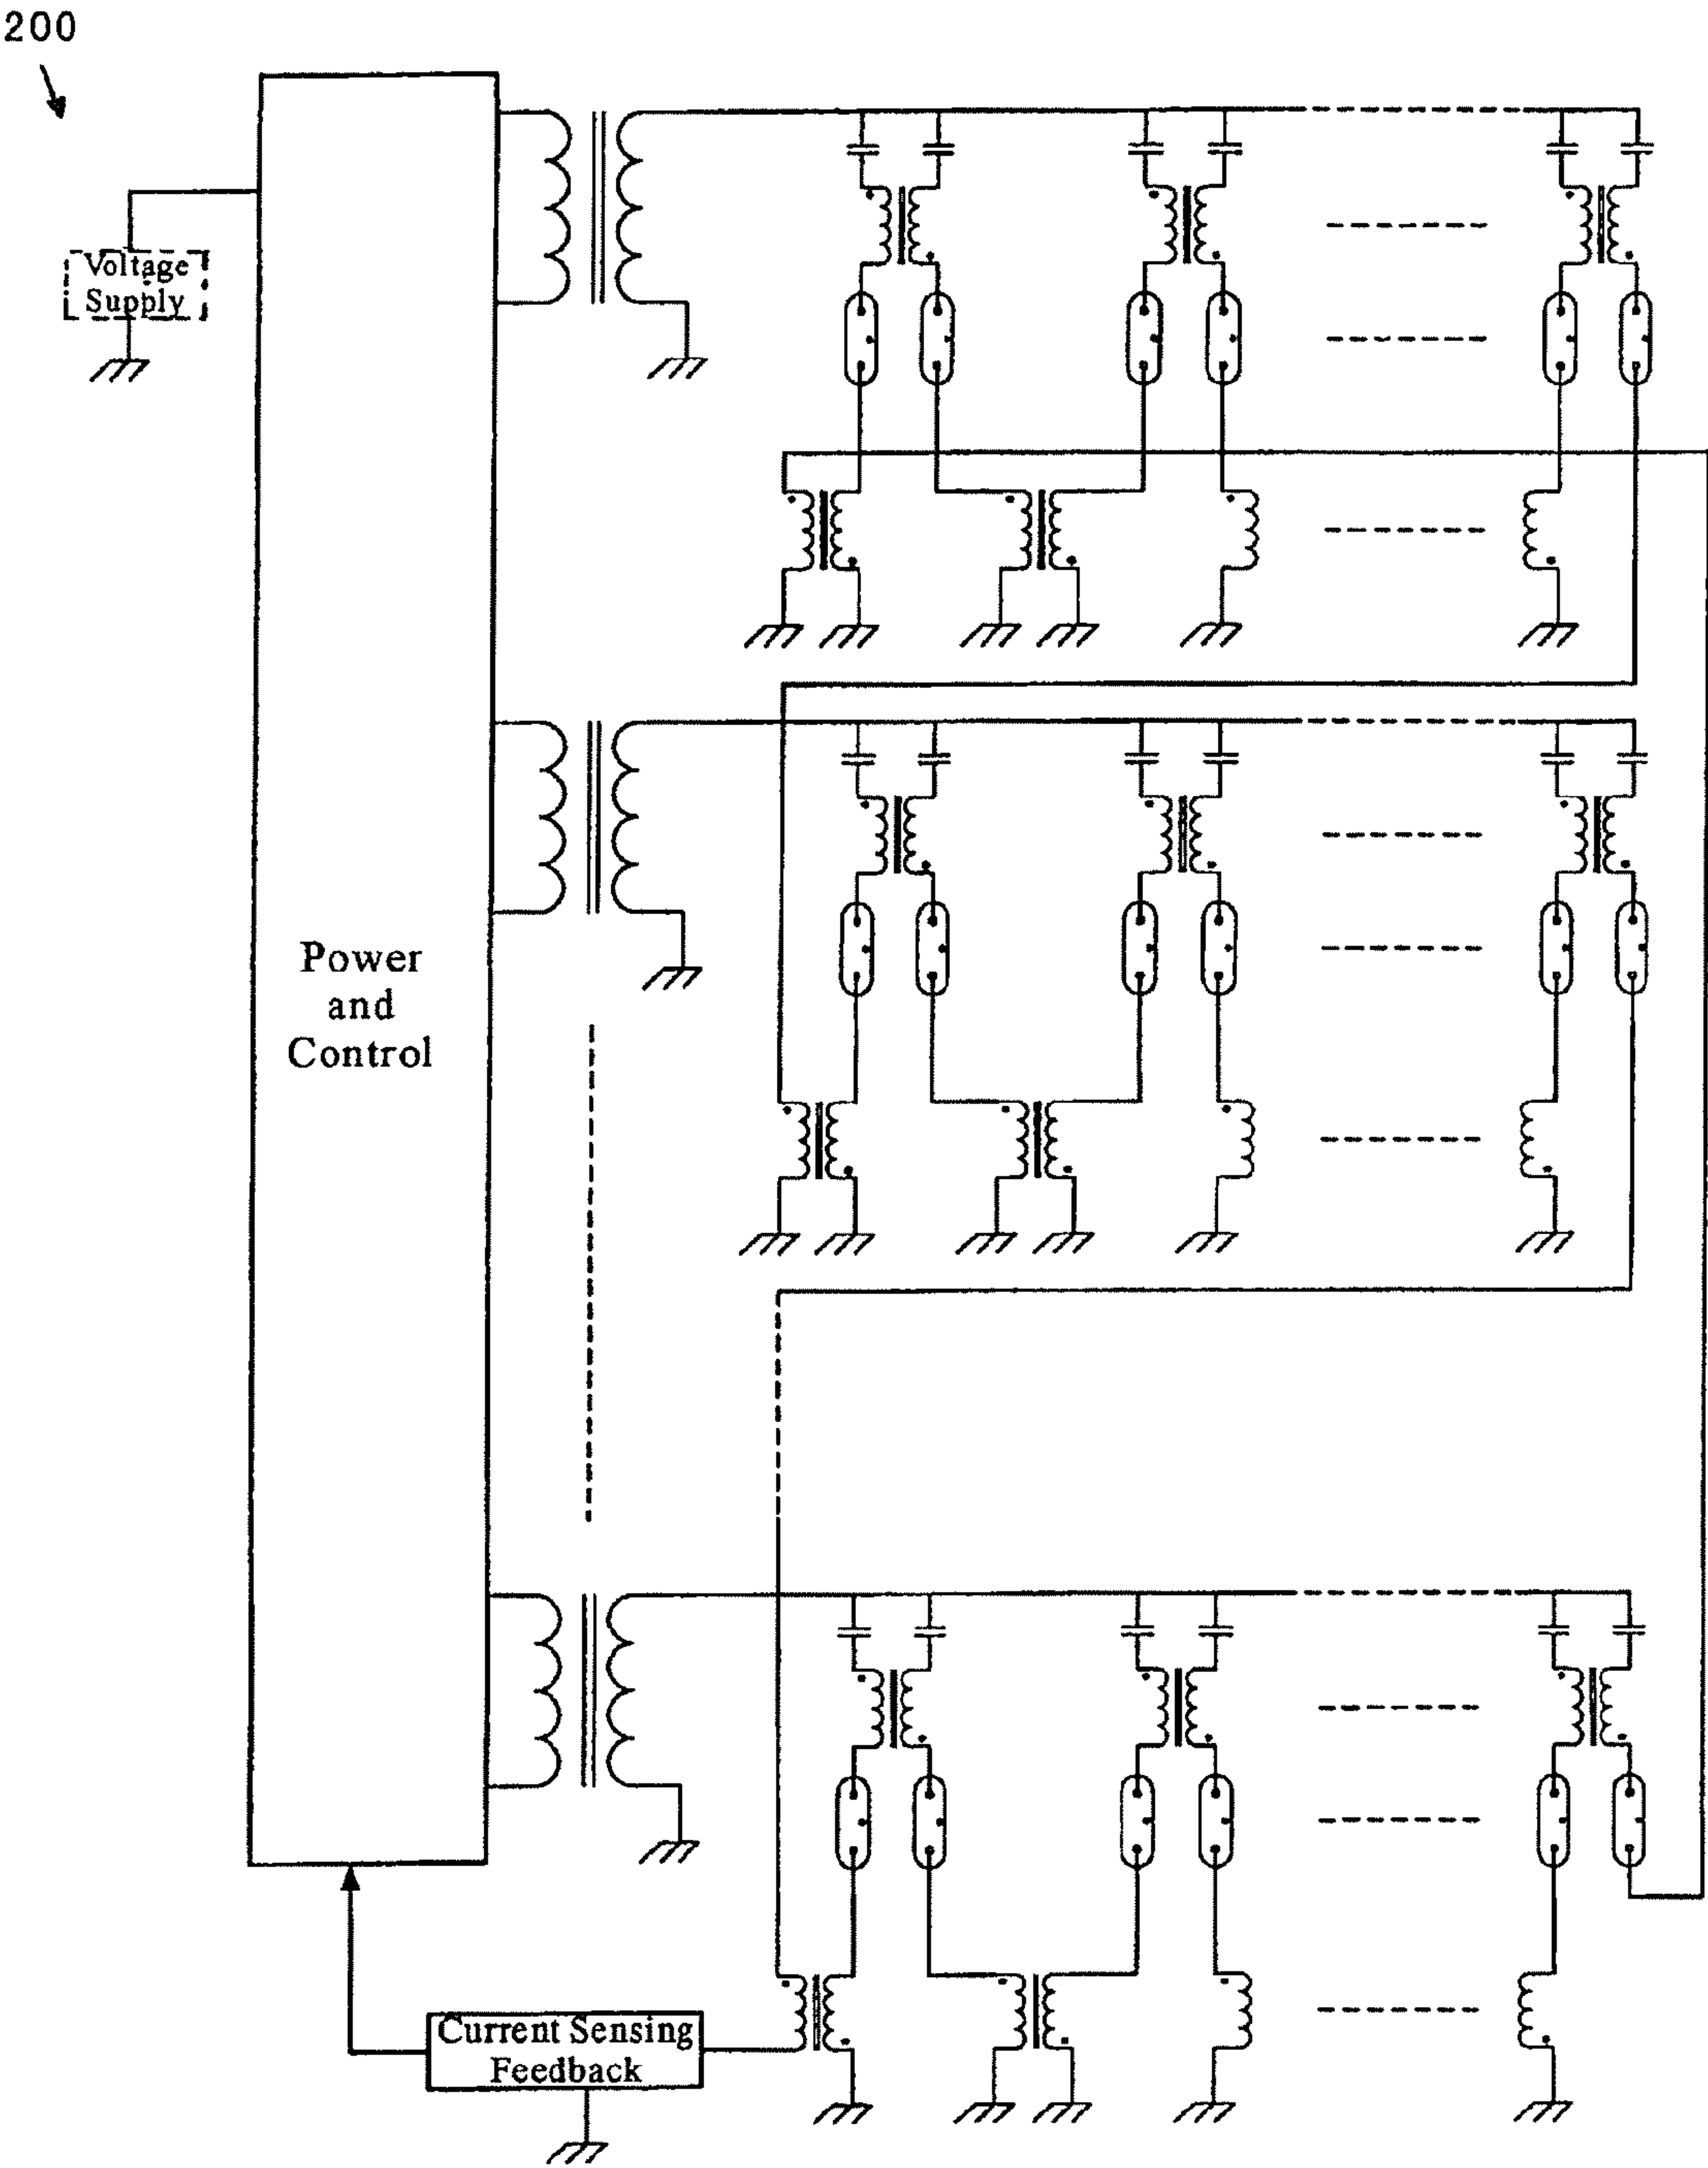 200
Voltage
Supply
Power
and
Control
Current Sensing
Feedback